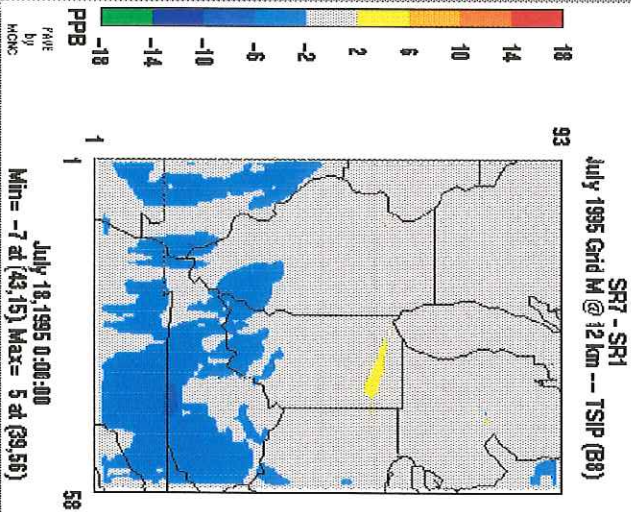 SR7 - SR1
July 1995 Grid M @ 12 km --- TSIP (B8)
18
14
10
6
2
-2
-6
-10
-14
-18
PPB
PAVE
by
MCNC
93
1
1
58
July 18,1995 0:00:00
Min= -7 at (43,15), Max= 5 at (39,56)